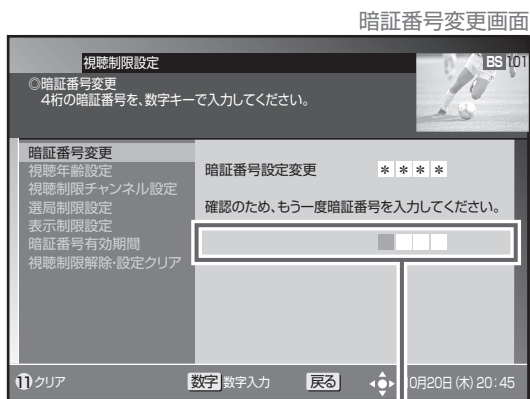 暗証番号変更画面
視聴制限設定
BS 101
◎暗証番号変更
4桁の暗証番号を、数字キーで入力してください。
暗証番号変更
視聴年齢設定
視聴制限チャンネル設定
選局制限設定
表示制限設定
暗証番号有効期間
視聴制限解除・設定クリア
暗証番号設定変更 ＊＊＊＊
確認のため、もう一度暗証番号を入力してください。
⑪クリア 数字 数字入力 戻る 10月20日(木)20:45